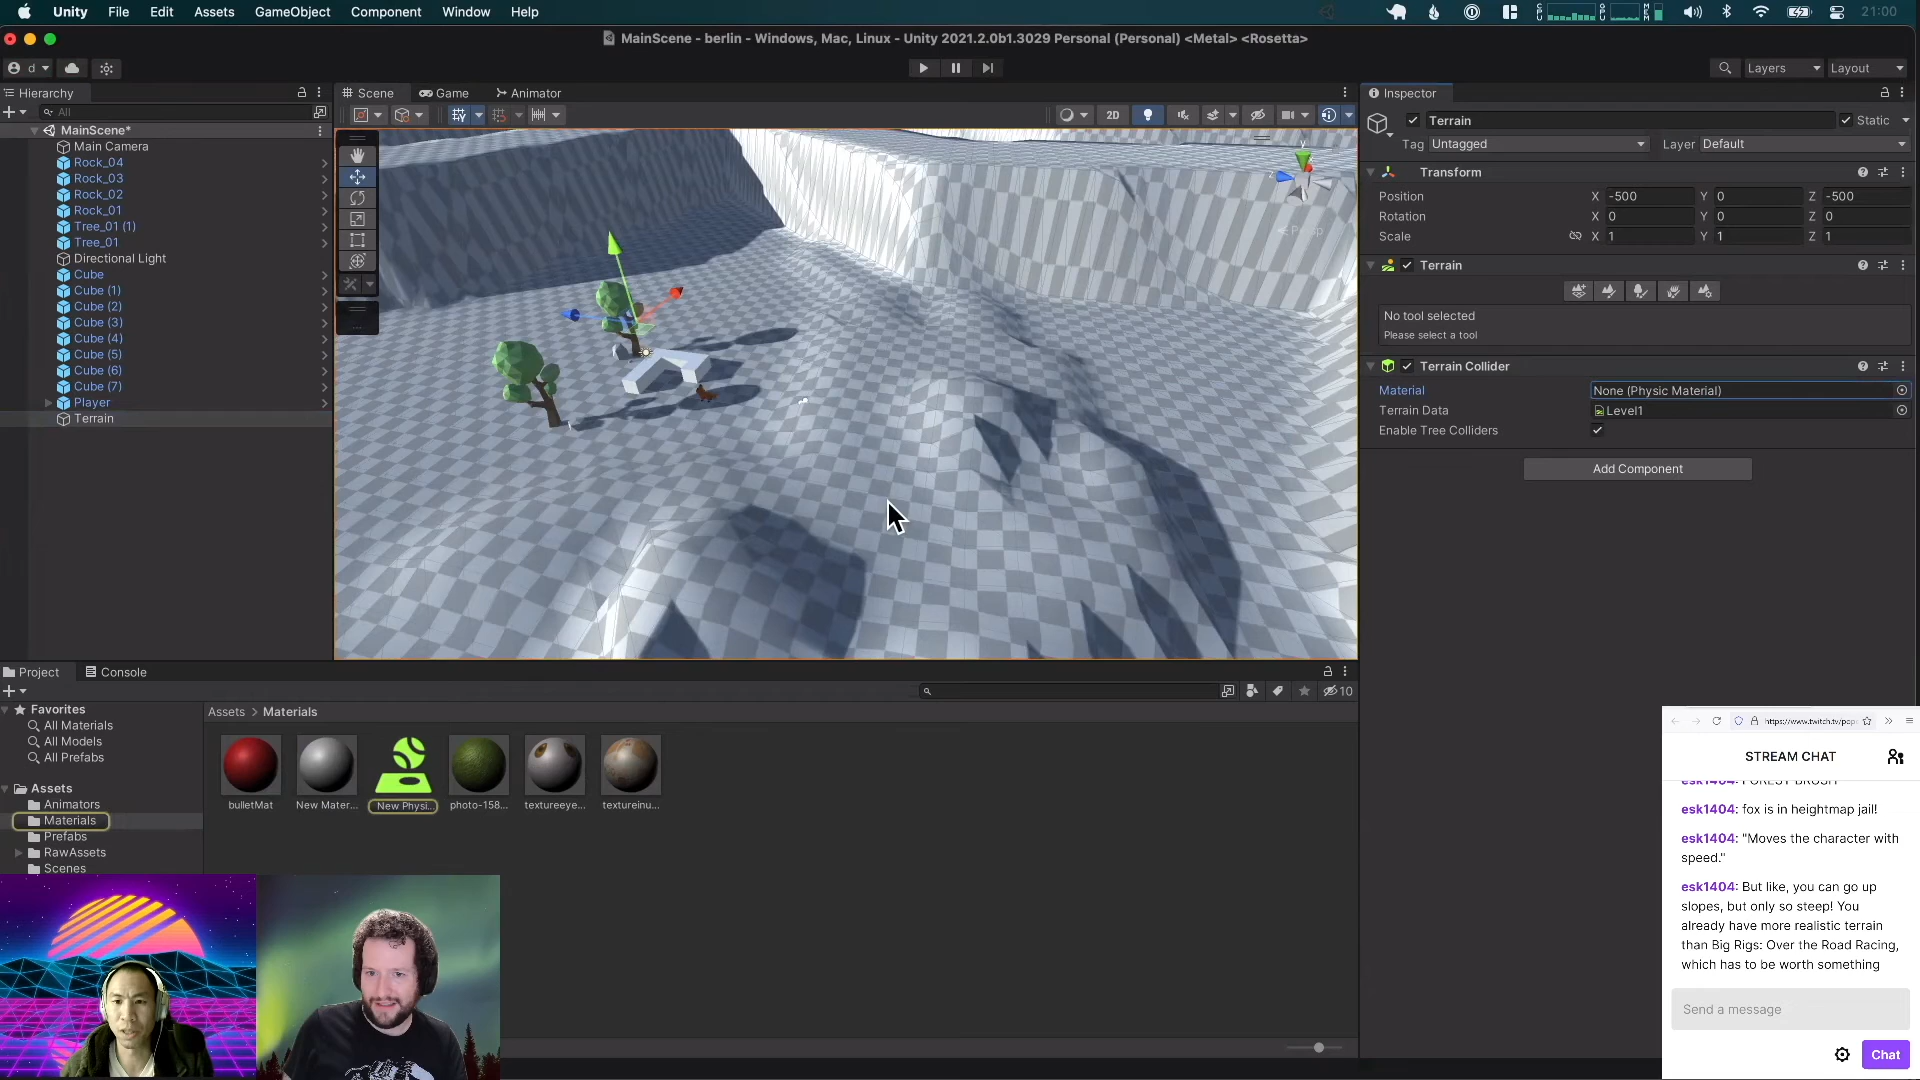 Unity File Edit Assets GameObject Component Window Help 21:00
MainScene - berlin - Windows, Mac, Linux - Unity 2021.2.0b1.3029 Personal (Personal) <Metal> <Rosetta>
d Layers Layout
Hierarchy
All
MainScene*
Main Camera
Rock_04
Rock_03
Rock_02
Rock_01
Tree_01 (1)
Tree_01
Directional Light
Cube
Cube (1)
Cube (2)
Cube (3)
Cube (4)
Cube (5)
Cube (6)
Cube (7)
Player
Terrain
Scene Game Animator
2D
y
z
Persp
Inspector
Terrain Static
Tag Untagged Layer Default
Transform
Position X -500 Y 0 Z -500
Rotation X 0 Y 0 Z 0
Scale X 1 Y 1 Z 1
Terrain
No tool selected
Please select a tool
Terrain Collider
Material None (Physic Material)
Terrain Data Level1
Enable Tree Colliders
Add Component
Project Console
10
Favorites
All Materials
All Models
All Prefabs
Assets
Animators
Materials
Prefabs
RawAssets
Scenes
Assets > Materials
bulletMat
New Mater...
New Physi...
photo-158...
textureeye...
textureinu...
https://www.twitch.tv/pop
STREAM CHAT
esk1404: FOREST BRUSH
esk1404: fox is in heightmap jail!
esk1404: "Moves the character with
speed."
esk1404: But like, you can go up
slopes, but only so steep! You
already have more realistic terrain
than Big Rigs: Over the Road Racing,
which has to be worth something
Send a message
Chat